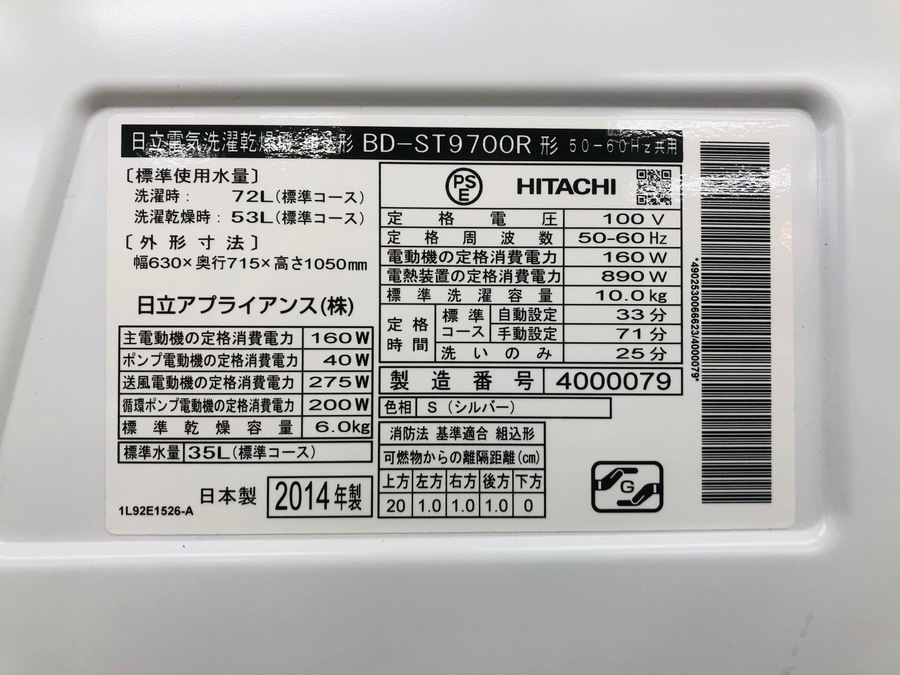 日立電気洗濯乾燥機 組込形 BD-ST9700R形 50-60Hz共用
〔標準使用水量〕
洗濯時： 72L(標準コース)
洗濯乾燥時：53L(標準コース)
〔外形寸法〕
幅630×奥行715×高さ1050mm
日立アプライアンス(株)
主電動機の定格消費電力 160W
ポンプ電動機の定格消費電力 40W
送風電動機の定格消費電力 275W
循環ポンプ電動機の定格消費電力 200W
標準乾燥容量 6.0kg
標準水量 35L(標準コース)
日本製 2014年製
1L92E1526-A
PSE HITACHI
定格電圧 100V
定格周波数 50-60Hz
電動機の定格消費電力 160W
電熱装置の定格消費電力 890W
標準洗濯容量 10.0kg
定格時間 標準コース 自動設定 33分
手動設定 71分
洗いのみ 25分
製造番号 4000079
色相 S(シルバー)
消防法 基準適合 組込形
可燃物からの離隔距離(cm)
上方 左方 右方 後方 下方
20 1.0 1.0 1.0 0
G
*4902530066623/4000079*